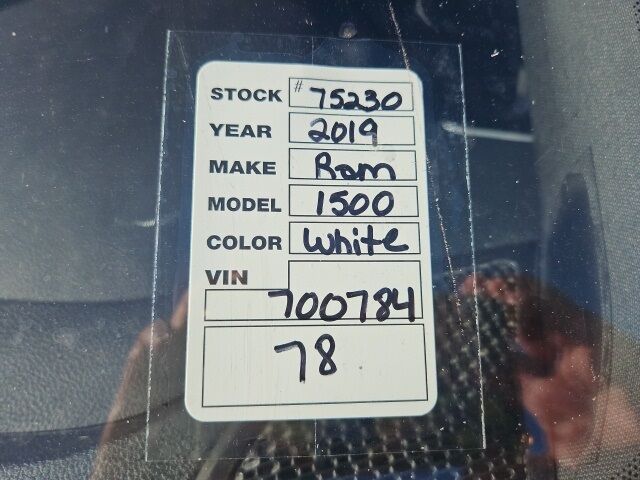 STOCK # 75230
YEAR 2019
MAKE Ram
MODEL 1500
COLOR White
VIN
700784
78